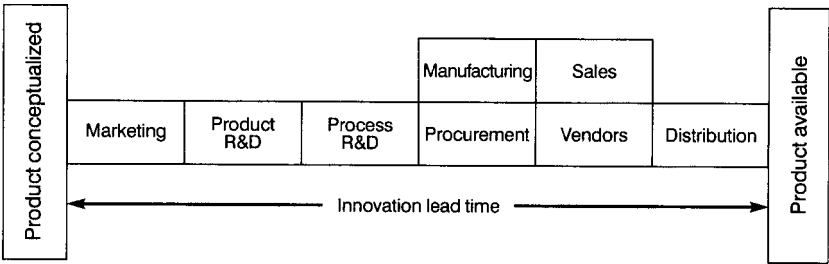 Product conceptualized
Manufacturing
Sales
Marketing
Product
R&D
Process
R&D
Procurement
Vendors
Distribution
Innovation lead time
Product available